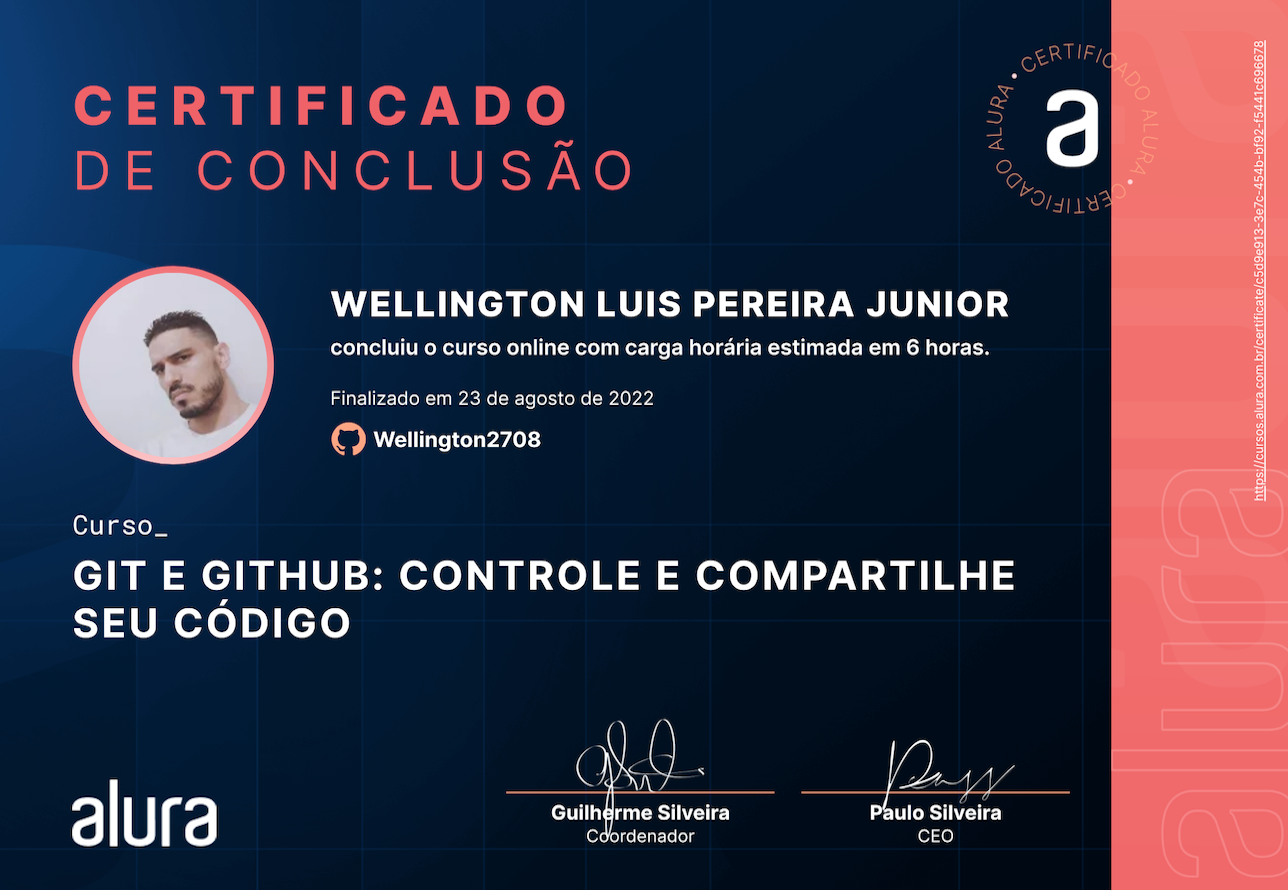 CERTIFICADO
DE CONCLUSÃO
• CERTIFICADO ALURA • CERTIFICADO ALURA
a
WELLINGTON LUIS PEREIRA JUNIOR
concluiu o curso online com carga horária estimada em 6 horas.
Finalizado em 23 de agosto de 2022
Wellington2708
Curso_
GIT E GITHUB: CONTROLE E COMPARTILHE
SEU CÓDIGO
alura
Guilherme Silveira
Coordenador
Paulo Silveira
CEO
https://cursos.alura.com.br/certificate/c5d9e913-3e7c-454b-bf92-f5441c696678
alura